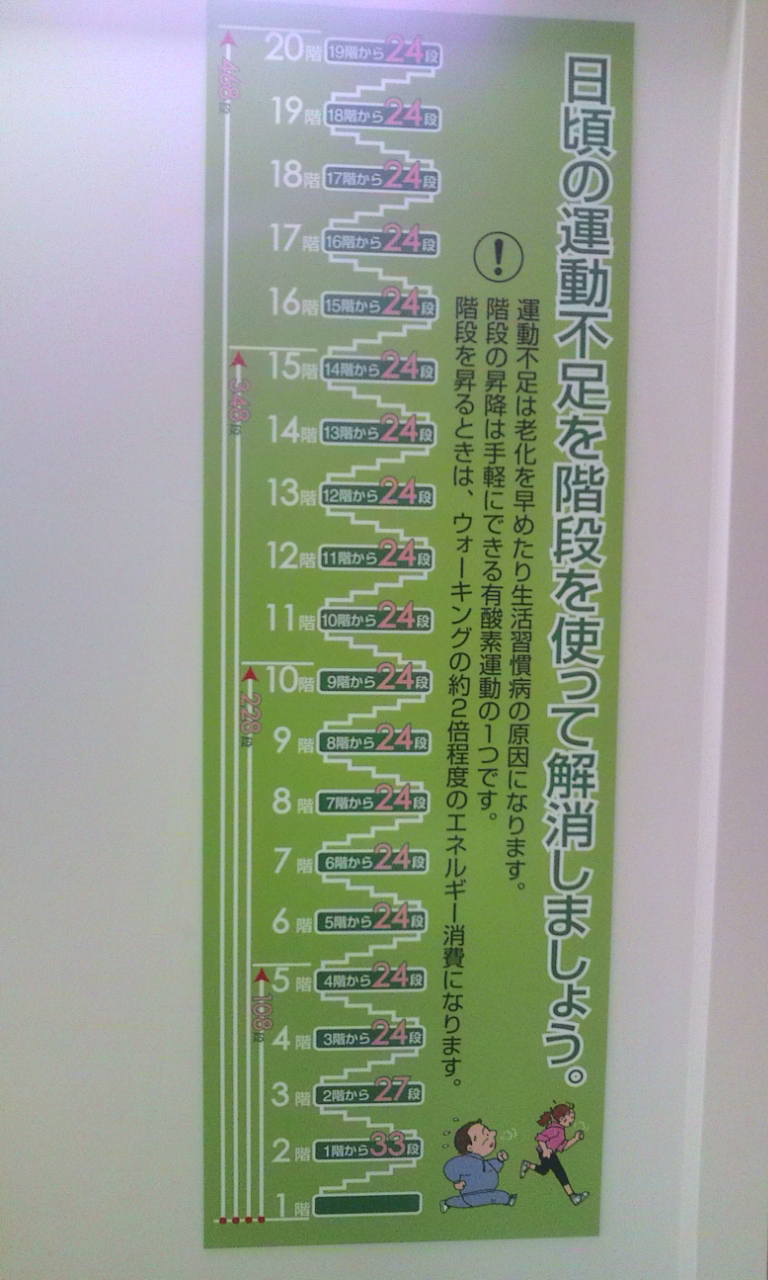 日頃の運動不足を階段を使って解消しましょう。
!
運動不足は老化を早めたり生活習慣病の原因になります。
階段の昇降は手軽にできる有酸素運動の1つです。
階段を昇るときは、ウォーキングの約2倍程度のエネルギー消費になります。
20階 19階から24段
19階 18階から24段
18階 17階から24段
17階 16階から24段
16階 15階から24段
15階 14階から24段
14階 13階から24段
13階 12階から24段
12階 11階から24段
11階 10階から24段
10階 9階から24段
9階 8階から24段
8階 7階から24段
7階 6階から24段
6階 5階から24段
5階 4階から24段
4階 3階から24段
3階 2階から27段
2階 1階から33段
1階
468段
348段
228段
108段